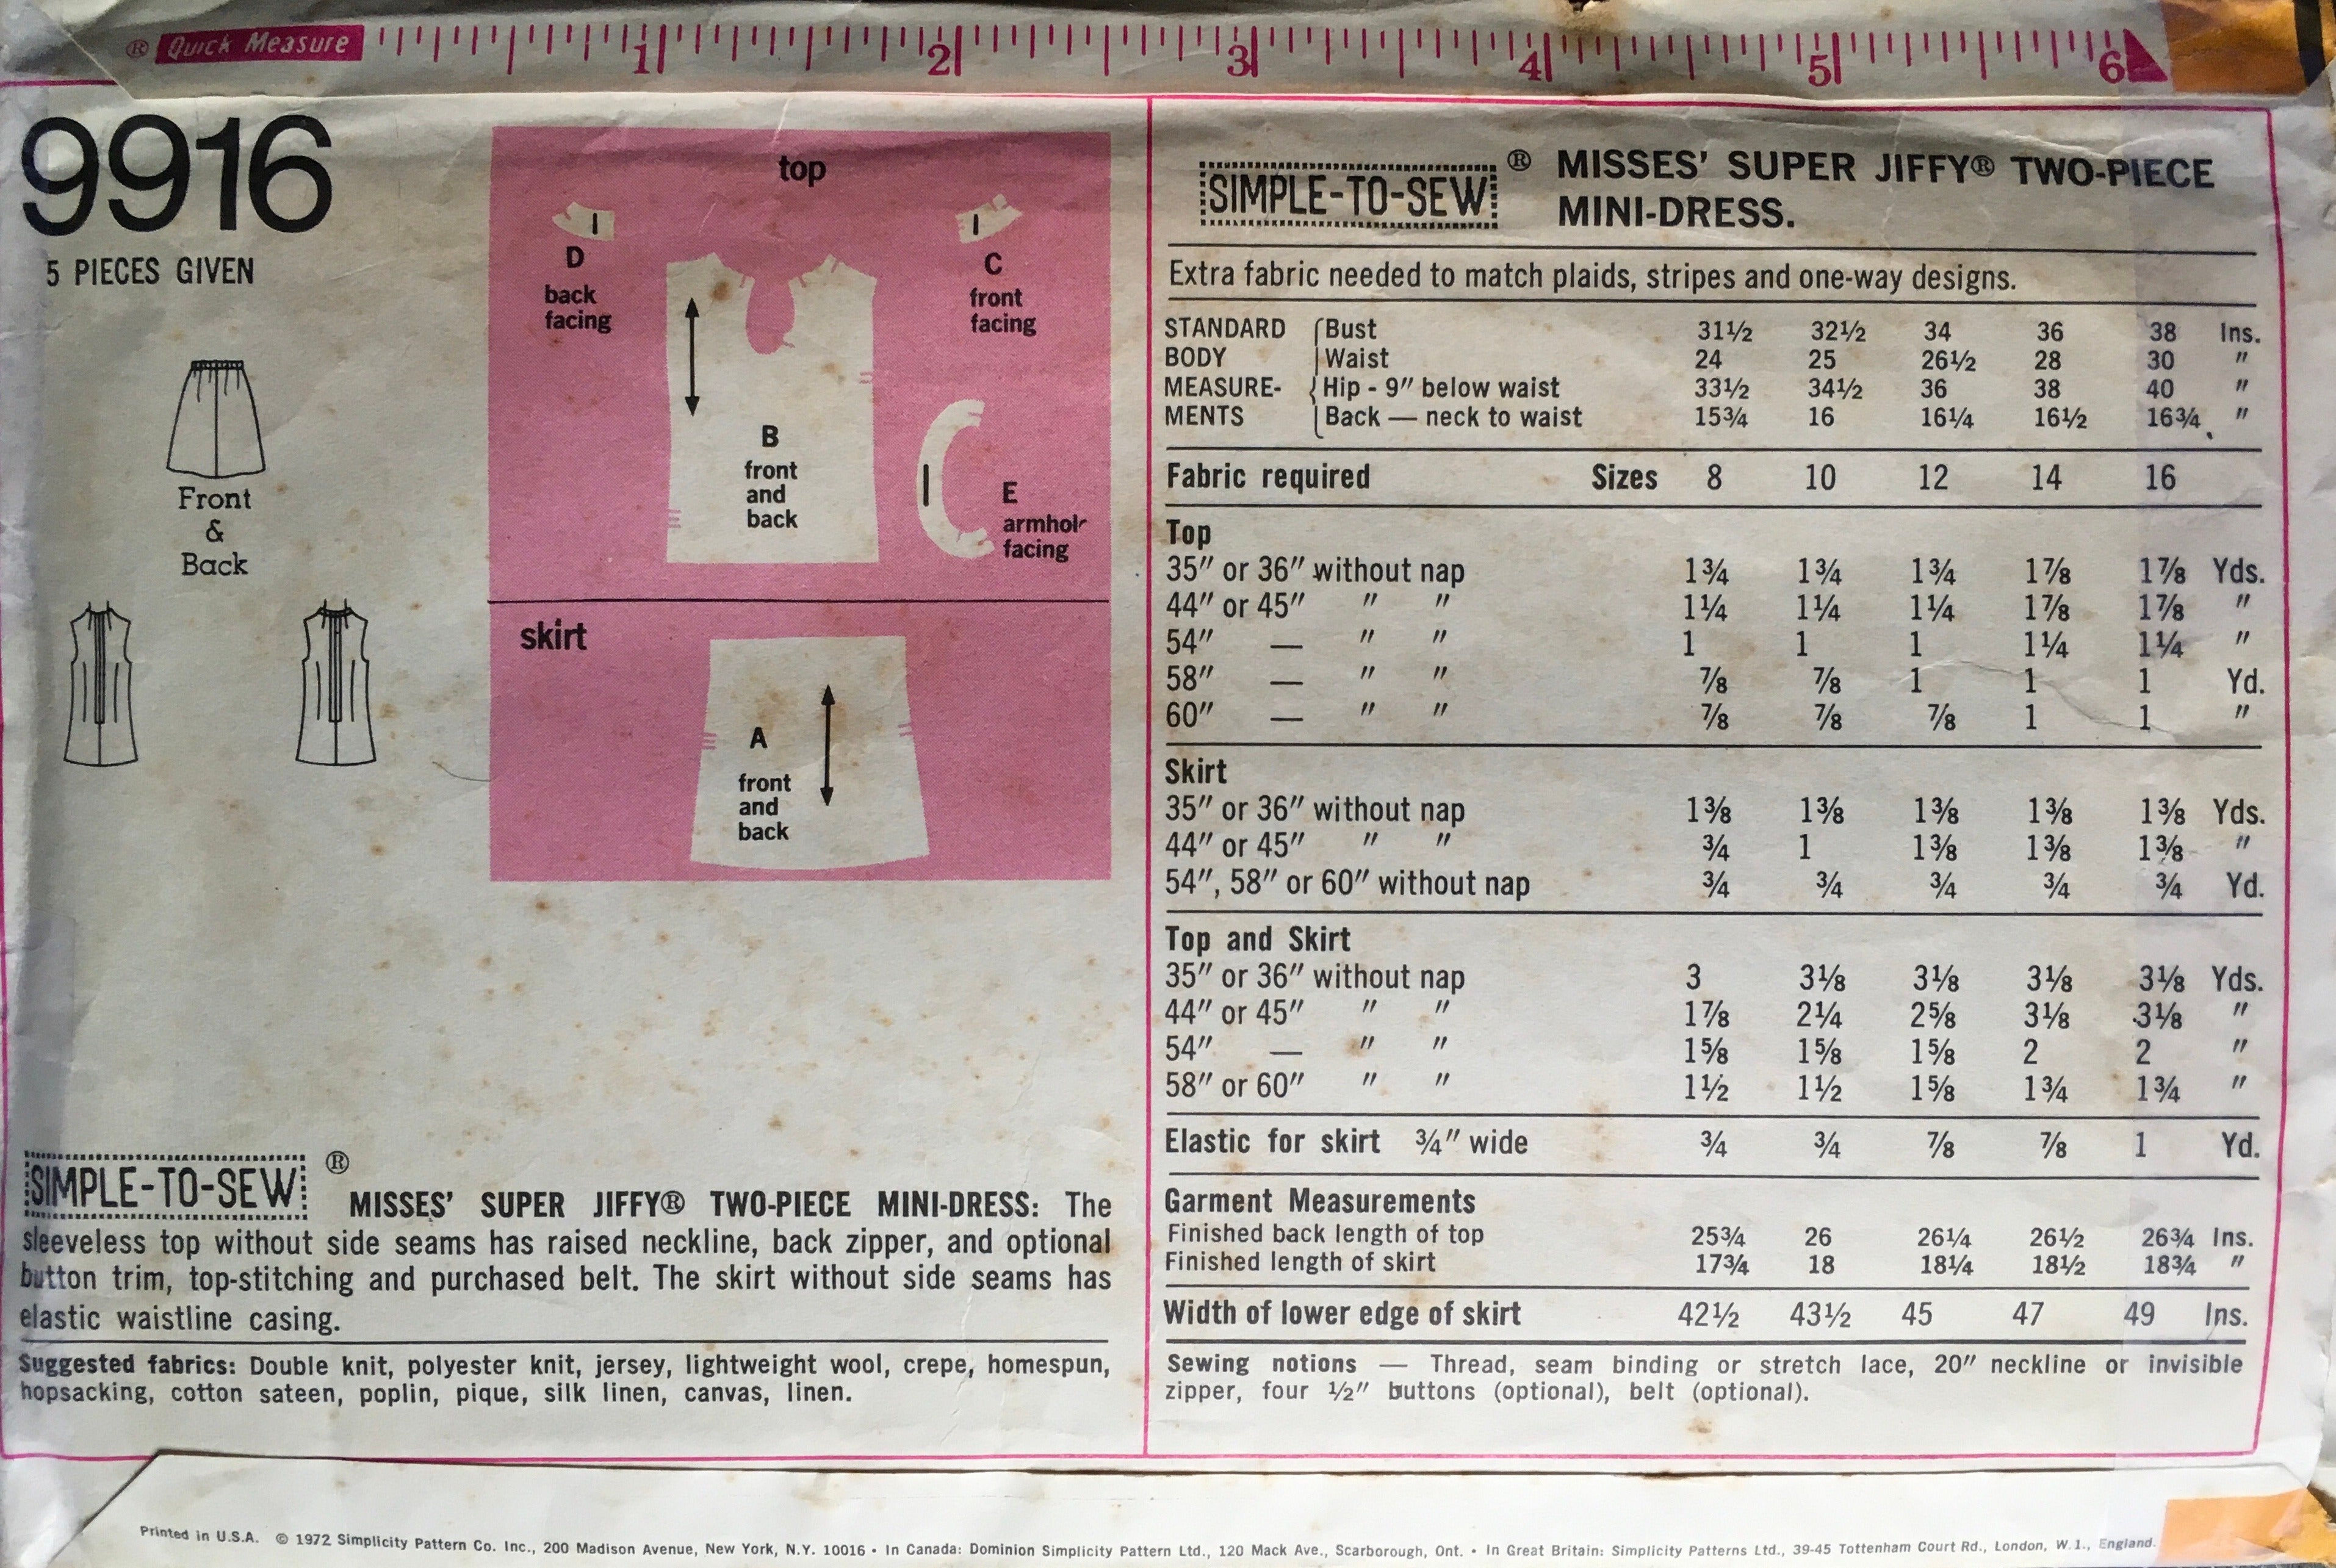 ® Quick Measure 1 2 3 4 5 6
9916
5 PIECES GIVEN
Front
&
Back
top
D
back
facing
C
front
facing
B
front
and
back
E
armhole
facing
skirt
A
front
and
back
SIMPLE-TO-SEW ® MISSES' SUPER JIFFY® TWO-PIECE MINI-DRESS: The
sleeveless top without side seams has raised neckline, back zipper, and optional
button trim, top-stitching and purchased belt. The skirt without side seams has
elastic waistline casing.
Suggested fabrics: Double knit, polyester knit, jersey, lightweight wool, crepe, homespun,
hopsacking, cotton sateen, poplin, pique, silk linen, canvas, linen.
SIMPLE-TO-SEW ® MISSES' SUPER JIFFY® TWO-PIECE
MINI-DRESS.
Extra fabric needed to match plaids, stripes and one-way designs.
STANDARD Bust 31½ 32½ 34 36 38 Ins.
BODY Waist 24 25 26½ 28 30 "
MEASURE- Hip - 9" below waist 33½ 34½ 36 38 40 "
MENTS Back — neck to waist 15¾ 16 16¼ 16½ 16¾ "
Fabric required Sizes 8 10 12 14 16
Top
35" or 36" without nap 1¾ 1¾ 1¾ 1⅞ 1⅞ Yds.
44" or 45" " " 1¼ 1¼ 1¼ 1⅞ 1⅞ "
54" — " " 1 1 1 1¼ 1¼ "
58" — " " ⅞ ⅞ 1 1 1 Yd.
60" — " " ⅞ ⅞ ⅞ 1 1 "
Skirt
35" or 36" without nap 1⅜ 1⅜ 1⅜ 1⅜ 1⅜ Yds.
44" or 45" " " ¾ 1 1⅜ 1⅜ 1⅜ "
54", 58" or 60" without nap ¾ ¾ ¾ ¾ ¾ Yd.
Top and Skirt
35" or 36" without nap 3 3⅛ 3⅛ 3⅛ 3⅛ Yds.
44" or 45" " " 1⅞ 2¼ 2⅝ 3⅛ 3⅛ "
54" — " " 1⅝ 1⅝ 1⅝ 2 2 "
58" or 60" " " 1½ 1½ 1⅝ 1¾ 1¾ "
Elastic for skirt ¾" wide ¾ ¾ ⅞ ⅞ 1 Yd.
Garment Measurements
Finished back length of top 25¾ 26 26¼ 26½ 26¾ Ins.
Finished length of skirt 17¾ 18 18¼ 18½ 18¾ "
Width of lower edge of skirt 42½ 43½ 45 47 49 Ins.
Sewing notions — Thread, seam binding or stretch lace, 20" neckline or invisible
zipper, four ½" buttons (optional), belt (optional).
Printed in U.S.A. © 1972 Simplicity Pattern Co. Inc., 200 Madison Avenue, New York, N.Y. 10016 • In Canada: Dominion Simplicity Pattern Ltd., 120 Mack Ave., Scarborough, Ont. • In Great Britain: Simplicity Patterns Ltd., 39-45 Tottenham Court Rd., London, W.1., England.